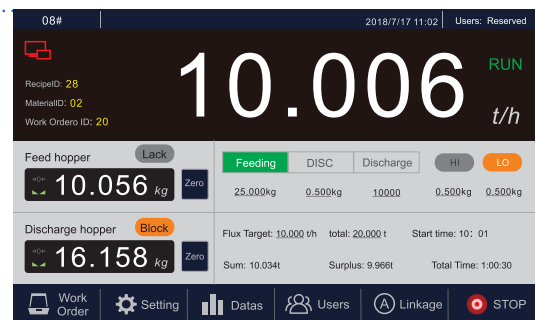 08# 2018/7/17 11:02 Users: Reserved
10.006 RUN
t/h
RecipeID: 28
MaterialID: 02
Work Ordero ID: 20
Feed hopper Lack
→0← 10.056 kg Zero
Discharge hopper Block
→0← 16.158 kg Zero
Feeding DISC Discharge HI LO
25.000kg 0.500kg 10000 0.500kg 0.500kg
Flux Target: 10.000 t/h total: 20.000 t Start time: 10: 01
Sum: 10.034t Surplus: 9.966t Total Time: 1:00:30
Work Order Setting Datas Users A Linkage STOP